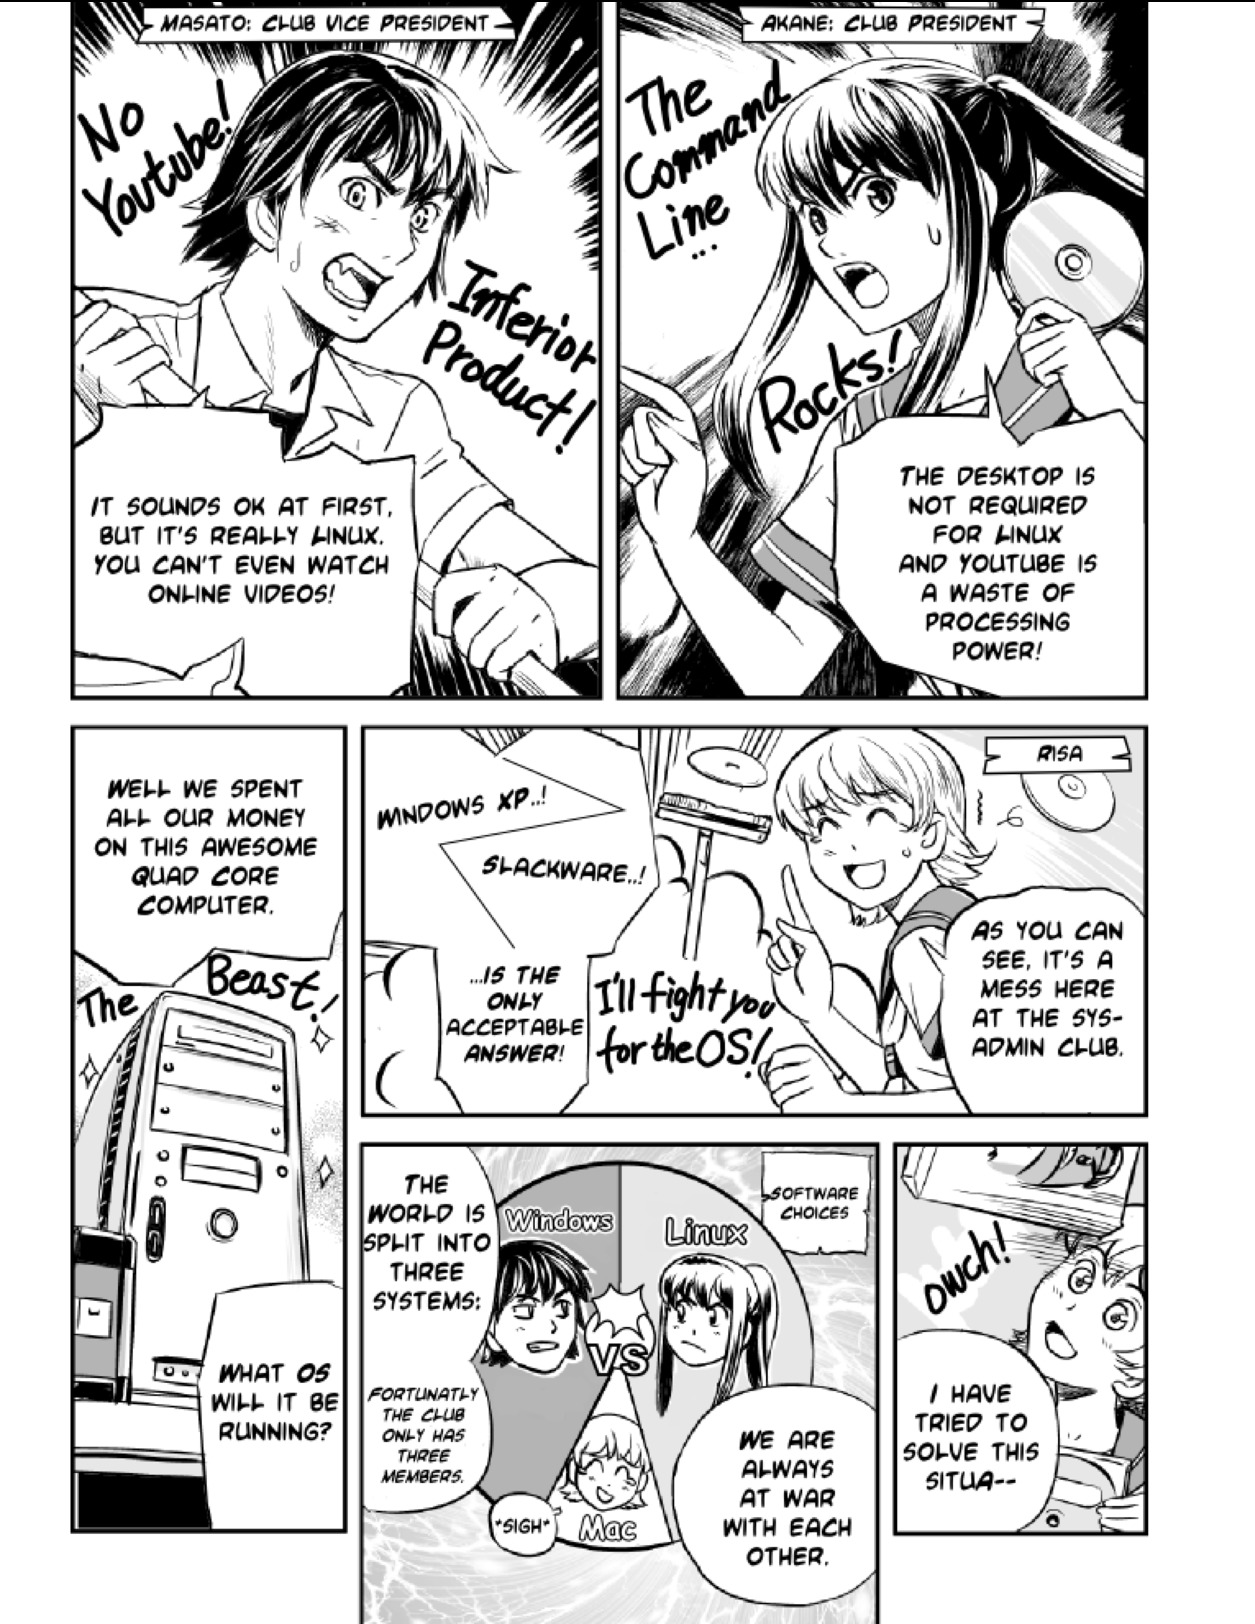 MASATO: CLUB VICE PRESIDENT
No
Youtube!
Inferior
Product!
IT SOUNDS OK AT FIRST,
BUT IT'S REALLY LINUX.
YOU CAN'T EVEN WATCH
ONLINE VIDEOS!
AKANE: CLUB PRESIDENT
The
Command
Line
...
Rocks!
THE DESKTOP IS
NOT REQUIRED
FOR LINUX
AND YOUTUBE IS
A WASTE OF
PROCESSING
POWER!
WELL WE SPENT
ALL OUR MONEY
ON THIS AWESOME
QUAD CORE
COMPUTER.
The Beast!
WHAT OS
WILL IT BE
RUNNING?
WINDOWS XP..!
SLACKWARE..!
...IS THE
ONLY
ACCEPTABLE
ANSWER!
I'll fight you
for the OS!
RISA
AS YOU CAN
SEE, IT'S A
MESS HERE
AT THE SYS-
ADMIN CLUB.
THE
WORLD IS
SPLIT INTO
THREE
SYSTEMS:
SOFTWARE
CHOICES
Windows
Linux
VS
Mac
FORTUNATLY
THE CLUB
ONLY HAS
THREE
MEMBERS.
*SIGH*
WE ARE
ALWAYS
AT WAR
WITH EACH
OTHER.
OWCH!
I HAVE
TRIED TO
SOLVE THIS
SITUA--